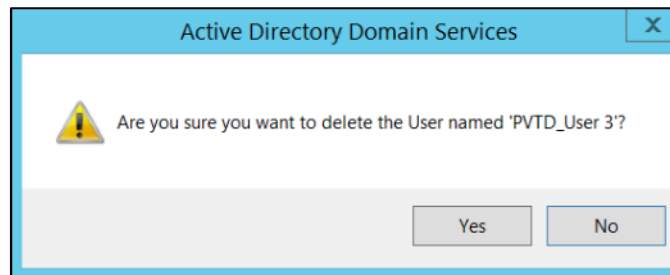 Active Directory Domain Services
X
Are you sure you want to delete the User named 'PVTD_User 3'?
Yes
No